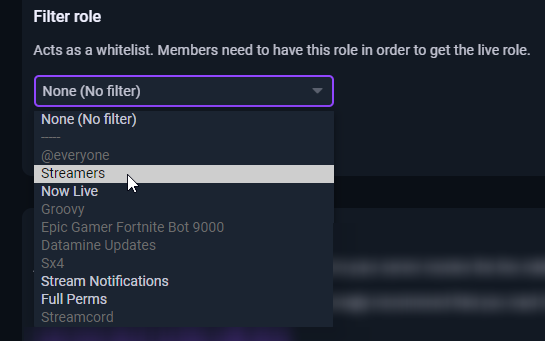 Filter role
Acts as a whitelist. Members need to have this role in order to get the live role.
None (No filter)
None (No filter)
-----
@everyone
Streamers
Now Live
Groovy
Epic Gamer Fortnite Bot 9000
Datamine Updates
Sx4
Stream Notifications
Full Perms
Streamcord